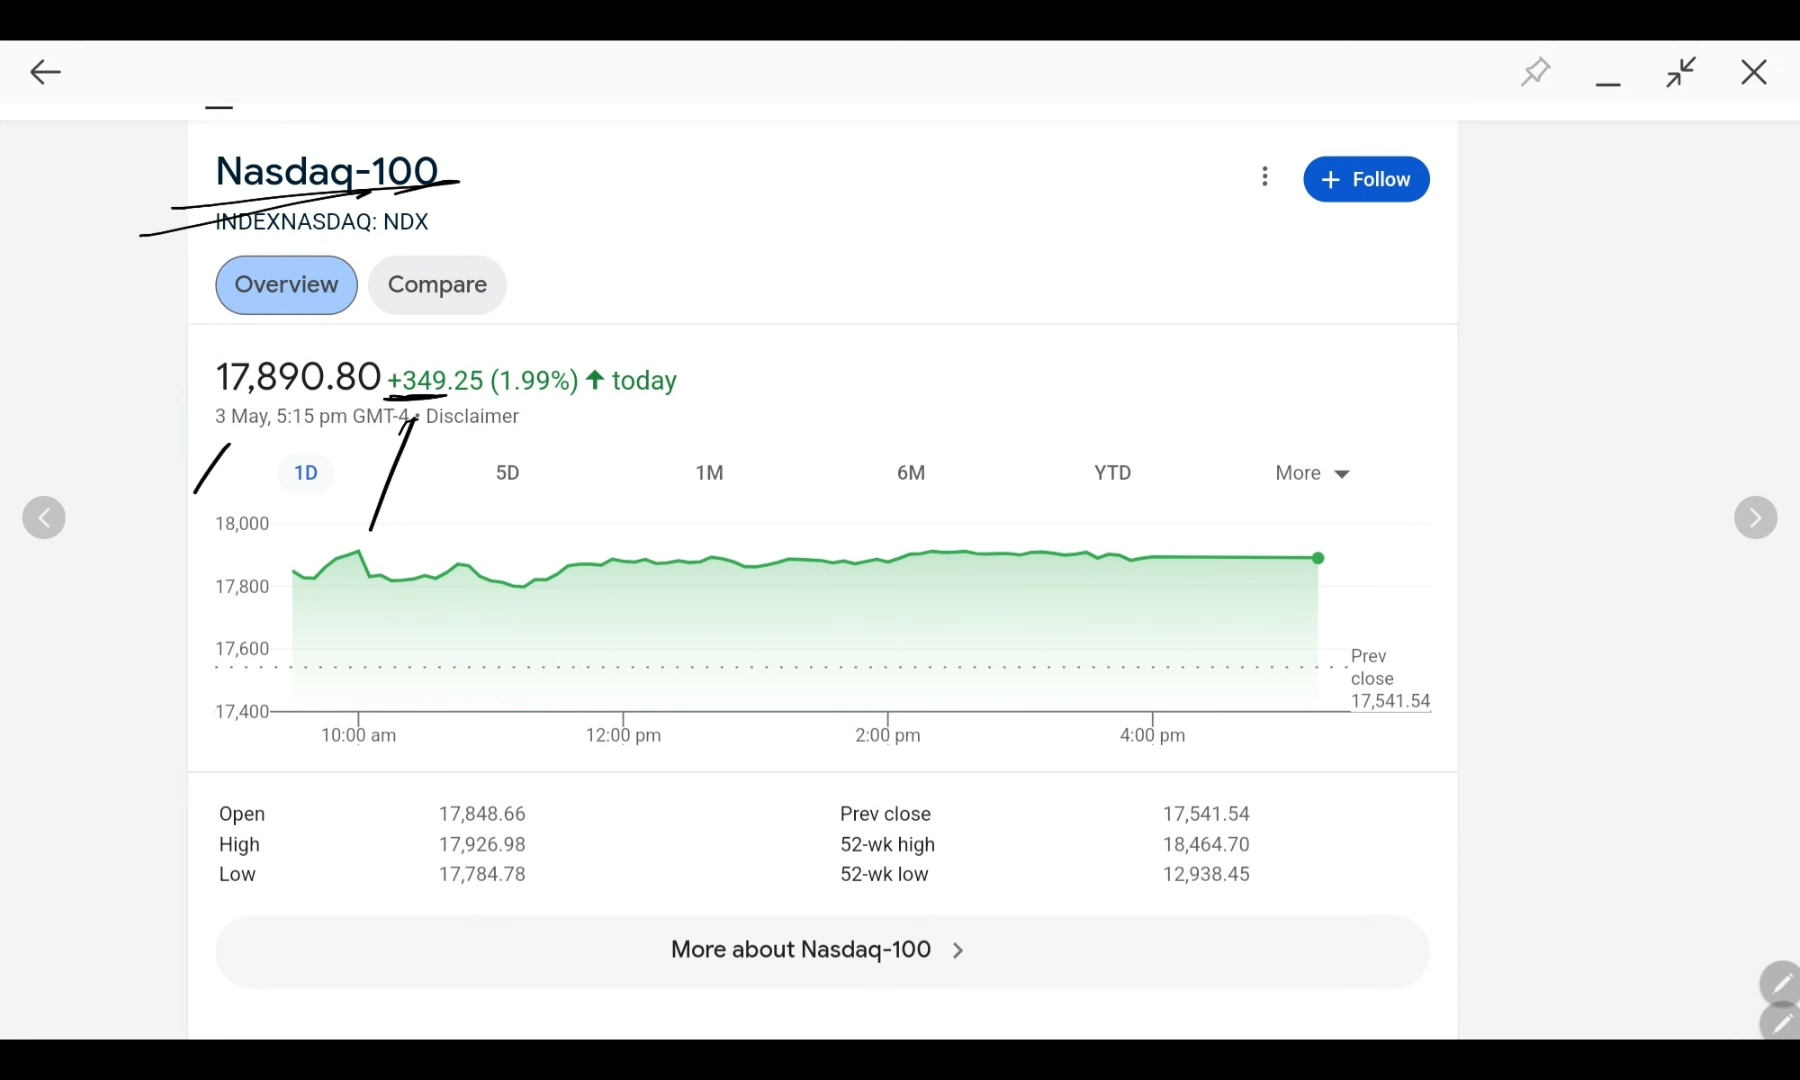 Nasdaq-100
+ Follow
INDEXNASDAQ: NDX
Overview
Compare
17,890.80 +349.25 (1.99%) ↑ today
3 May, 5:15 pm GMT-4 • Disclaimer
1D 5D 1M 6M YTD More
18,000
17,800
17,600
17,400
Prev
close
17,541.54
10:00 am 12:00 pm 2:00 pm 4:00 pm
Open 17,848.66 Prev close 17,541.54
High 17,926.98 52-wk high 18,464.70
Low 17,784.78 52-wk low 12,938.45
More about Nasdaq-100